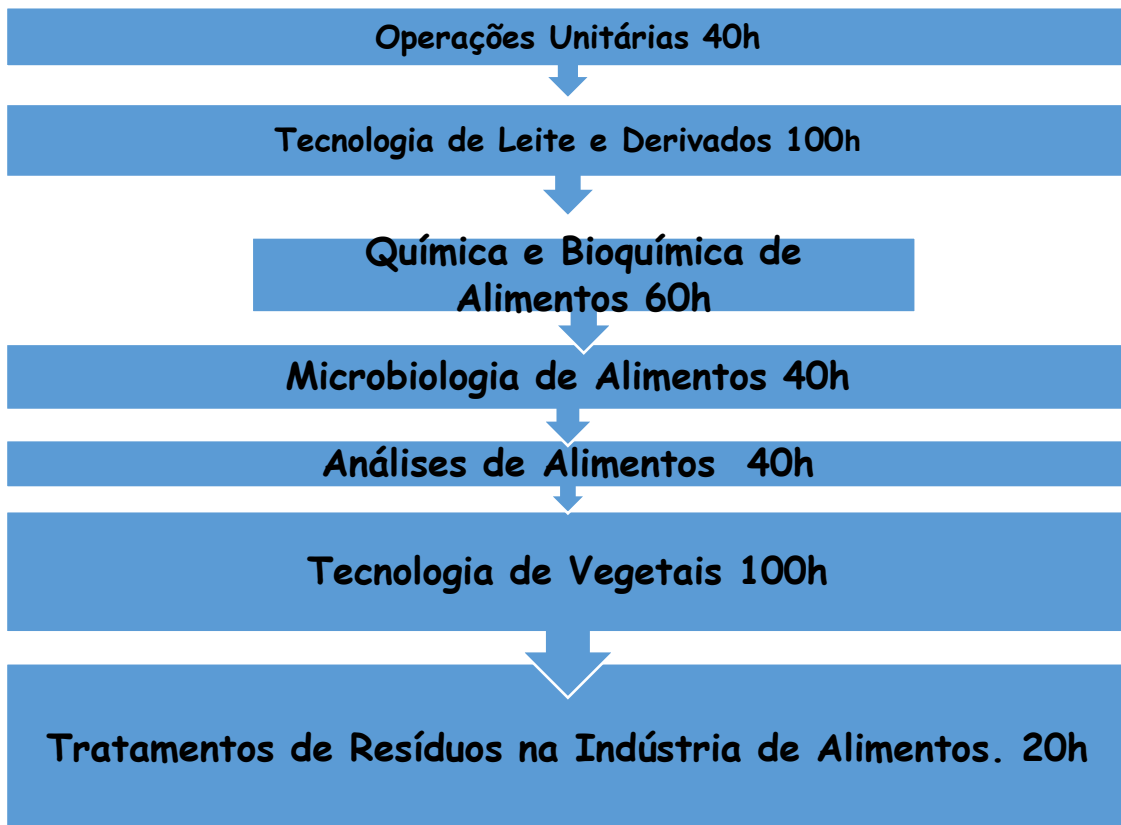 Operações Unitárias 40h
Tecnologia de Leite e Derivados 100h
Química e Bioquímica de
Alimentos 60h
Microbiologia de Alimentos 40h
Análises de Alimentos 40h
Tecnologia de Vegetais 100h
Tratamentos de Resíduos na Indústria de Alimentos. 20h